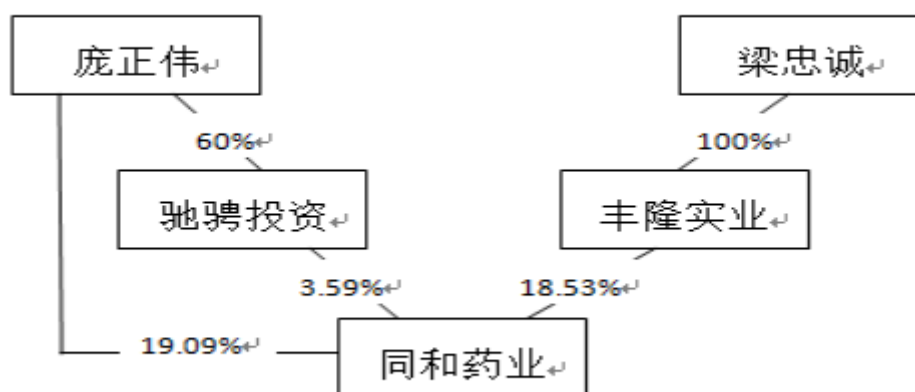 庞正伟
梁忠诚
60%
100%
驰骋投资
丰隆实业
3.59%
18.53%
19.09%
同和药业